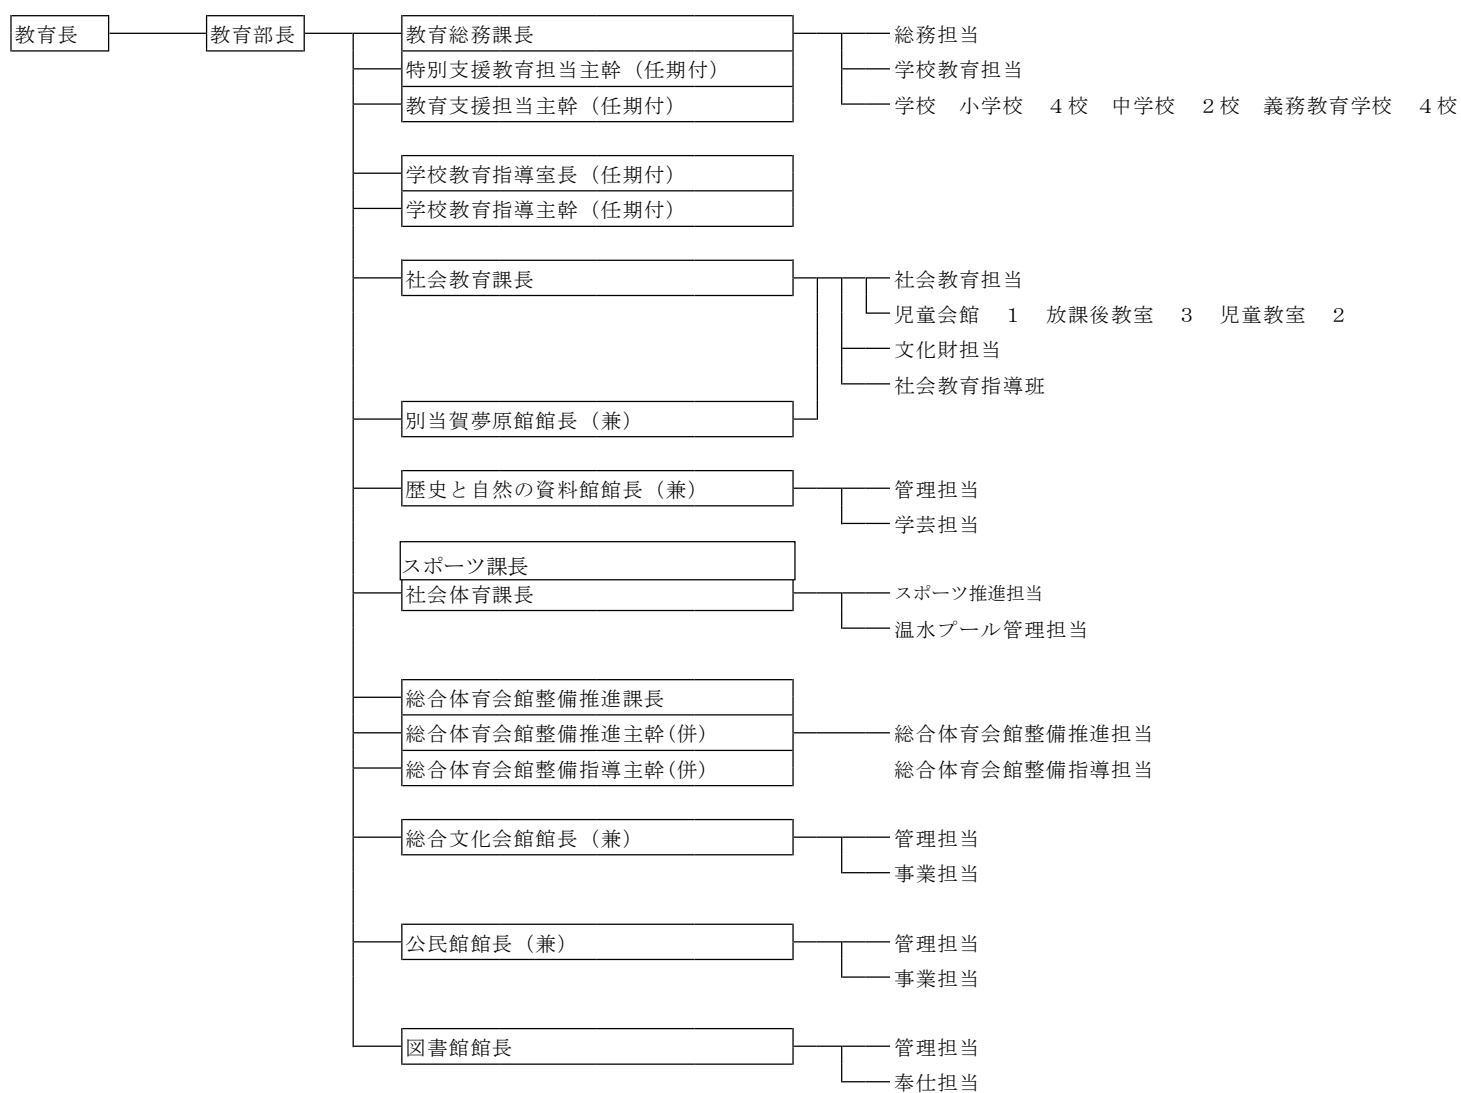 教育長 教育部長 教育総務課長 総務担当
特別支援教育担当主幹（任期付） 学校教育担当
教育支援担当主幹（任期付） 学校　小学校　４校　中学校　２校　義務教育学校　４校
学校教育指導室長（任期付）
学校教育指導主幹（任期付）
社会教育課長 社会教育担当
児童会館　１　放課後教室　３　児童教室　２
文化財担当
社会教育指導班
別当賀夢原館館長（兼）
歴史と自然の資料館館長（兼） 管理担当
学芸担当
スポーツ課長
社会体育課長 スポーツ推進担当
温水プール管理担当
総合体育会館整備推進課長
総合体育会館整備推進主幹(併) 総合体育会館整備推進担当
総合体育会館整備指導主幹(併) 総合体育会館整備指導担当
総合文化会館館長（兼） 管理担当
事業担当
公民館館長（兼） 管理担当
事業担当
図書館館長 管理担当
奉仕担当